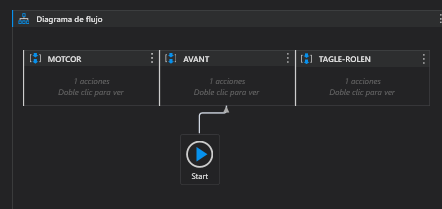 Diagrama de flujo
MOTCOR
AVANT
TAGLE-ROLEN
1 acciones
Doble clic para ver
1 acciones
Doble clic para ver
1 acciones
Doble clic para ver
Start